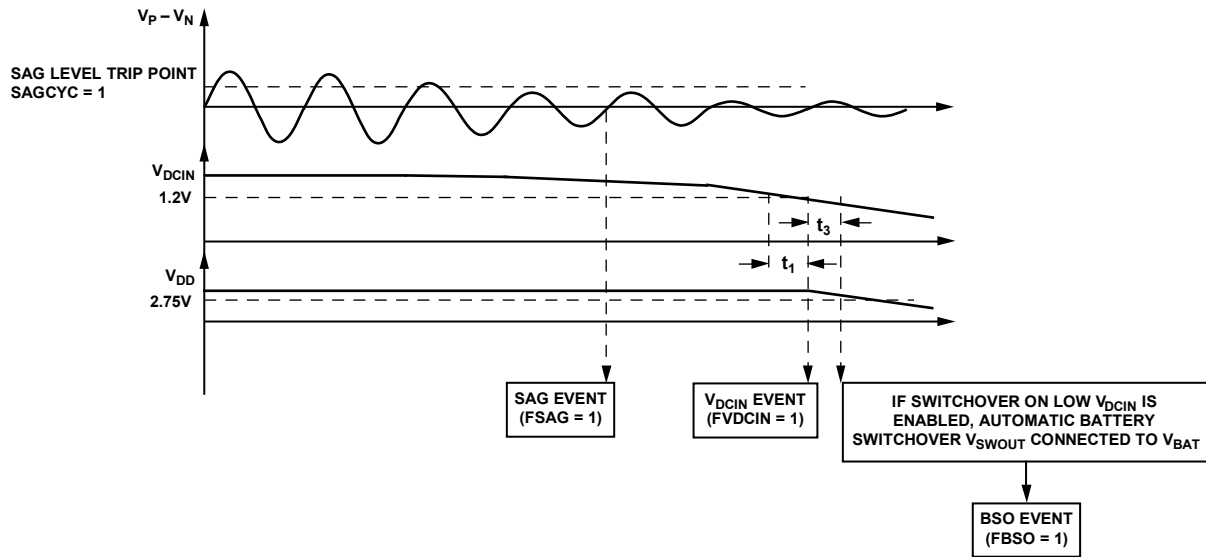 VP – VN
SAG LEVEL TRIP POINT
SAGCYC = 1
VDCIN
1.2V
t3
t1
VDD
2.75V
SAG EVENT
(FSAG = 1)
VDCIN EVENT
(FVDCIN = 1)
IF SWITCHOVER ON LOW VDCIN IS
ENABLED, AUTOMATIC BATTERY
SWITCHOVER VSWOUT CONNECTED TO VBAT
BSO EVENT
(FBSO = 1)